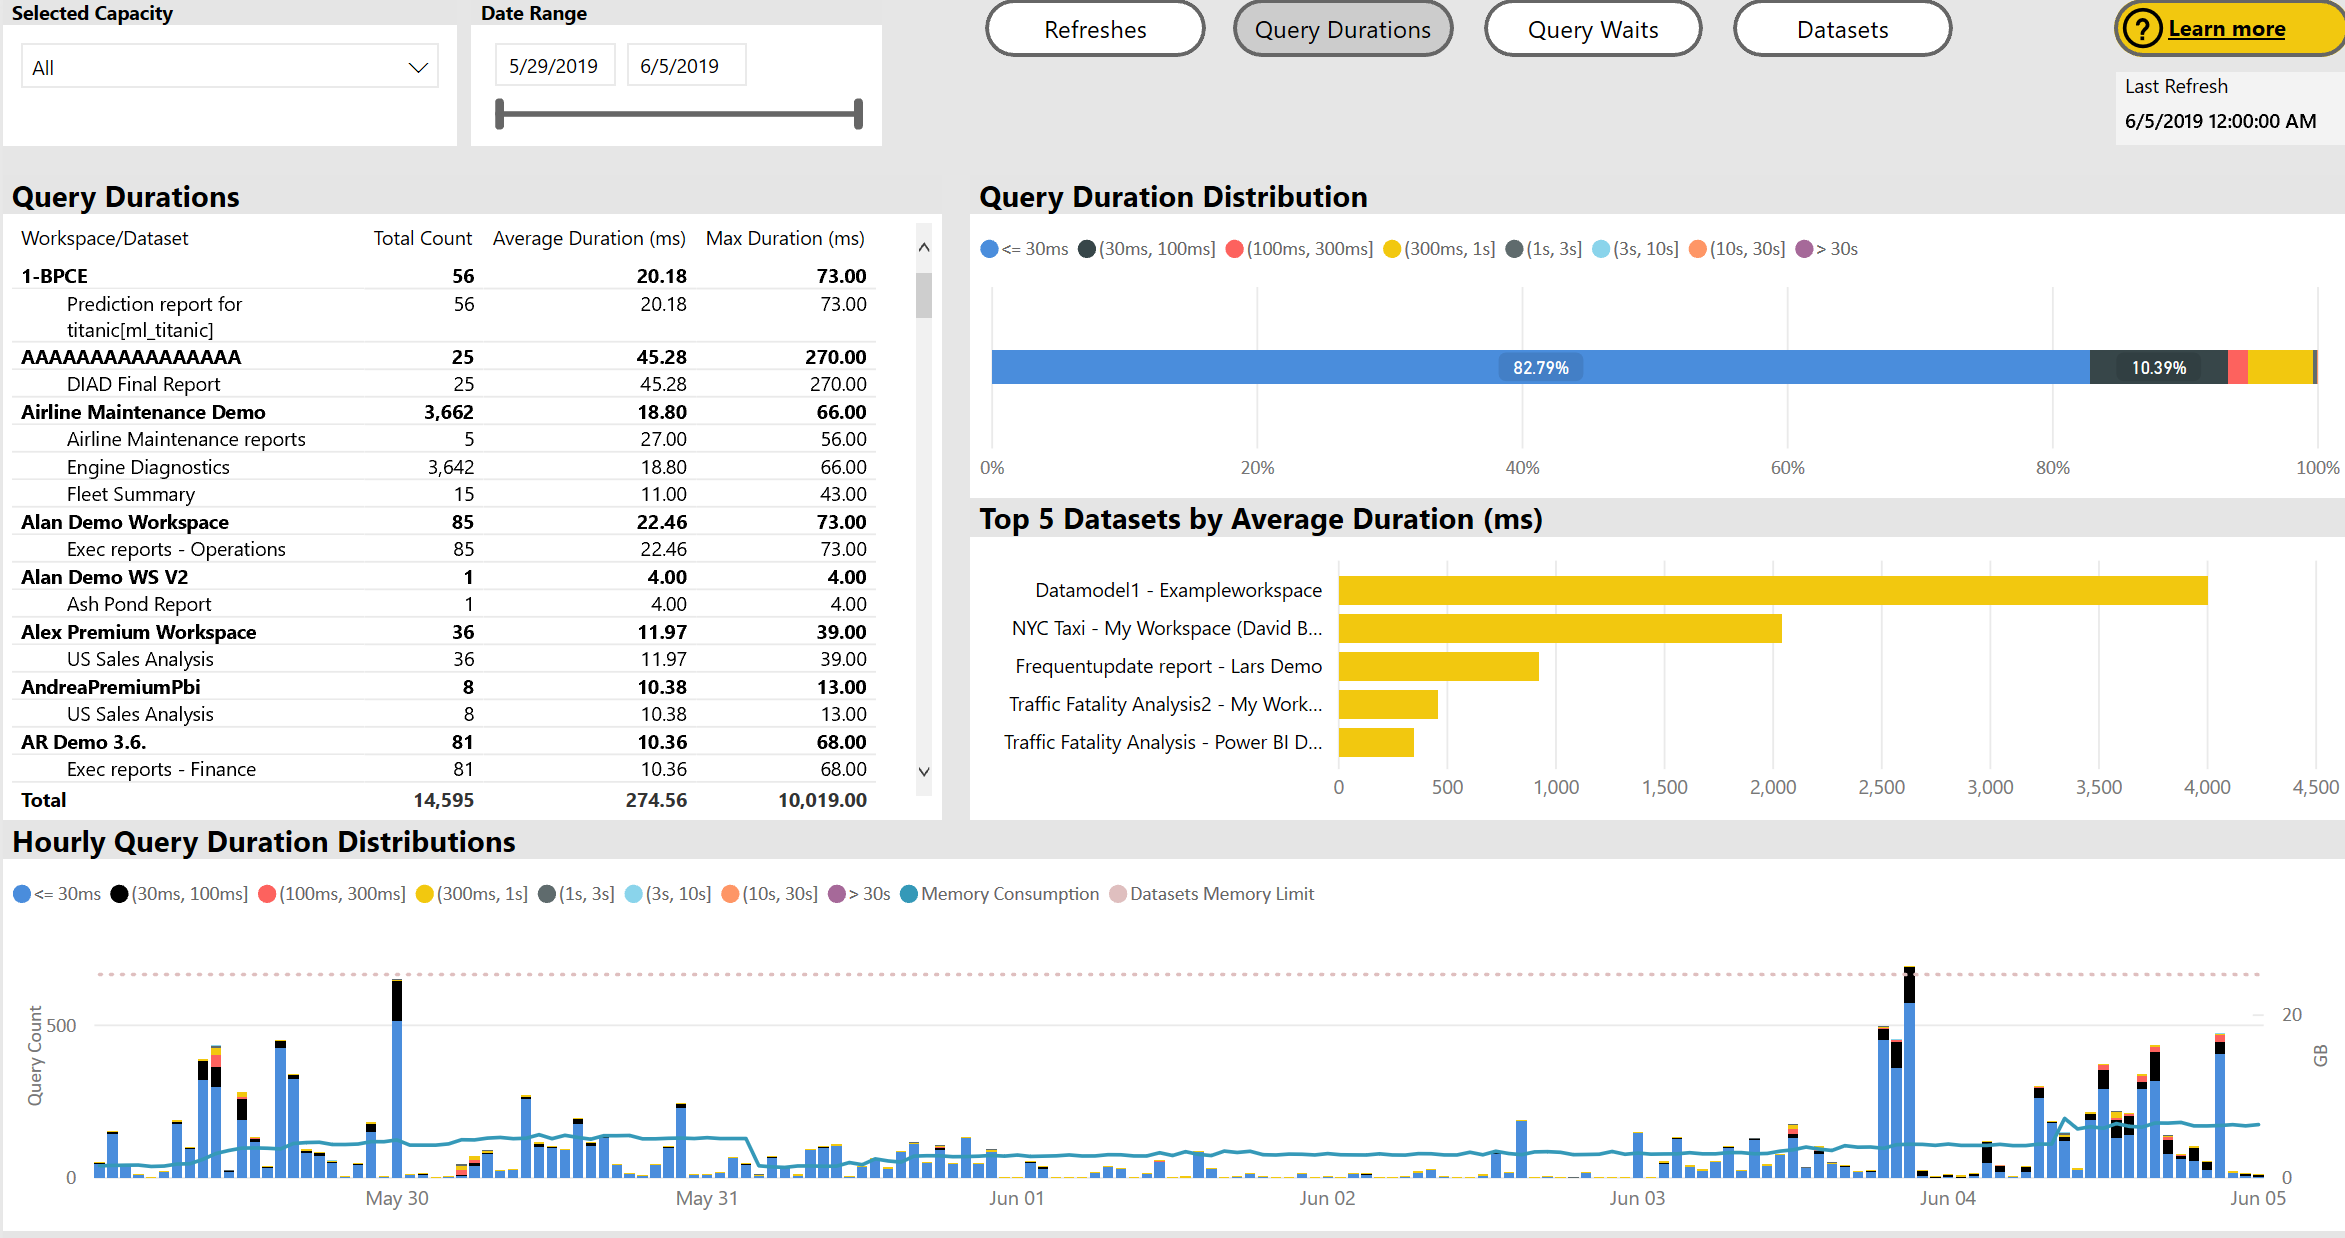 Selected Capacity
All
Date Range
5/29/2019 6/5/2019
Refreshes Query Durations Query Waits Datasets
? Learn more
Last Refresh
6/5/2019 12:00:00 AM
Query Durations
Workspace/Dataset Total Count Average Duration (ms) Max Duration (ms)
1-BPCE 56 20.18 73.00
Prediction report for 56 20.18 73.00
titanic[ml_titanic]
AAAAAAAAAAAAAAAA 25 45.28 270.00
DIAD Final Report 25 45.28 270.00
Airline Maintenance Demo 3,662 18.80 66.00
Airline Maintenance reports 5 27.00 56.00
Engine Diagnostics 3,642 18.80 66.00
Fleet Summary 15 11.00 43.00
Alan Demo Workspace 85 22.46 73.00
Exec reports - Operations 85 22.46 73.00
Alan Demo WS V2 1 4.00 4.00
Ash Pond Report 1 4.00 4.00
Alex Premium Workspace 36 11.97 39.00
US Sales Analysis 36 11.97 39.00
AndreaPremiumPbi 8 10.38 13.00
US Sales Analysis 8 10.38 13.00
AR Demo 3.6. 81 10.36 68.00
Exec reports - Finance 81 10.36 68.00
Total 14,595 274.56 10,019.00
Query Duration Distribution
<= 30ms (30ms, 100ms] (100ms, 300ms] (300ms, 1s] (1s, 3s] (3s, 10s] (10s, 30s] > 30s
82.79% 10.39%
0% 20% 40% 60% 80% 100%
Top 5 Datasets by Average Duration (ms)
Datamodel1 - Exampleworkspace
NYC Taxi - My Workspace (David B...
Frequentupdate report - Lars Demo
Traffic Fatality Analysis2 - My Work...
Traffic Fatality Analysis - Power BI D...
0 500 1,000 1,500 2,000 2,500 3,000 3,500 4,000 4,500
Hourly Query Duration Distributions
<= 30ms (30ms, 100ms] (100ms, 300ms] (300ms, 1s] (1s, 3s] (3s, 10s] (10s, 30s] > 30s Memory Consumption Datasets Memory Limit
Query Count
500
0
20
GB
0
May 30 May 31 Jun 01 Jun 02 Jun 03 Jun 04 Jun 05